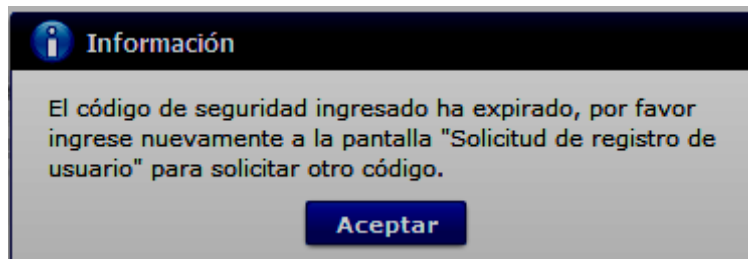 Información
El código de seguridad ingresado ha expirado, por favor
ingrese nuevamente a la pantalla "Solicitud de registro de
usuario" para solicitar otro código.
Aceptar